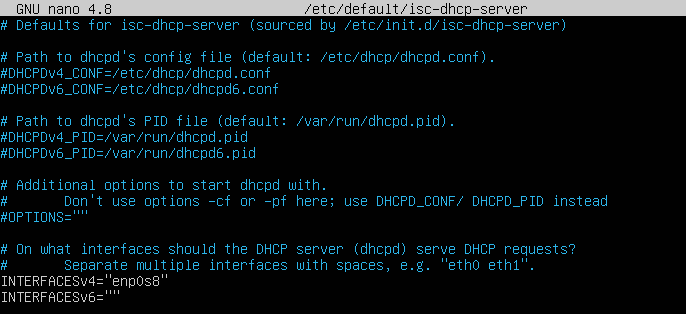 GNU nano 4.8 /etc/default/isc-dhcp-server
# Defaults for isc-dhcp-server (sourced by /etc/init.d/isc-dhcp-server)
# Path to dhcpd's config file (default: /etc/dhcp/dhcpd.conf).
#DHCPDv4_CONF=/etc/dhcp/dhcpd.conf
#DHCPDv6_CONF=/etc/dhcp/dhcpd6.conf
# Path to dhcpd's PID file (default: /var/run/dhcpd.pid).
#DHCPDv4_PID=/var/run/dhcpd.pid
#DHCPDv6_PID=/var/run/dhcpd6.pid
# Additional options to start dhcpd with.
#       Don't use options -cf or -pf here; use DHCPD_CONF/ DHCPD_PID instead
#OPTIONS=""
# On what interfaces should the DHCP server (dhcpd) serve DHCP requests?
#       Separate multiple interfaces with spaces, e.g. "eth0 eth1".
INTERFACESv4="enp0s8"
INTERFACESv6=""